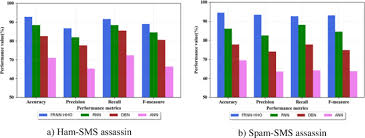 Performance value(%)
100
90
80
70
60
50
Accuracy Precision Recall F-measure
Performance metrics
FRNN-HHO RNN DBN ANN
a) Ham-SMS assassin
Performance value(%)
100
90
80
70
60
50
Accuracy Precision Recall F-measure
Performance metrics
FRNN-HHO RNN DBN ANN
b) Spam-SMS assassin